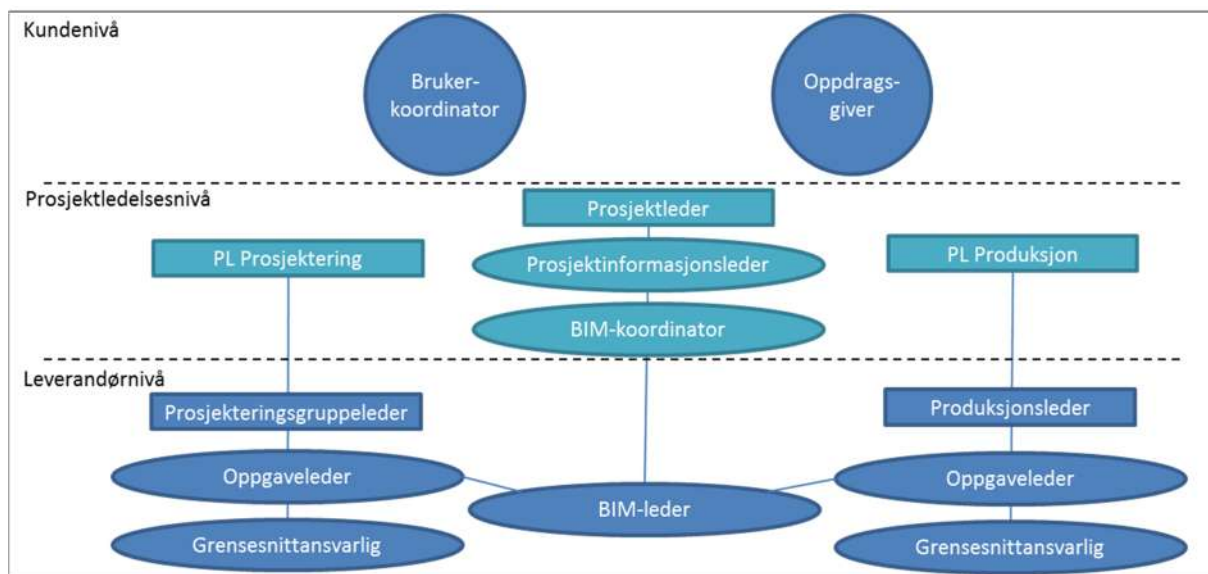 Kundenivå
Bruker-
koordinator
Oppdrags-
giver
Prosjektledelsesnivå
Prosjektleder
PL Prosjektering
Prosjektinformasjonsleder
PL Produksjon
BIM-koordinator
Leverandørnivå
Prosjekteringsgruppeleder
Produksjonsleder
Oppgaveleder
Oppgaveleder
BIM-leder
Grensesnittansvarlig
Grensesnittansvarlig